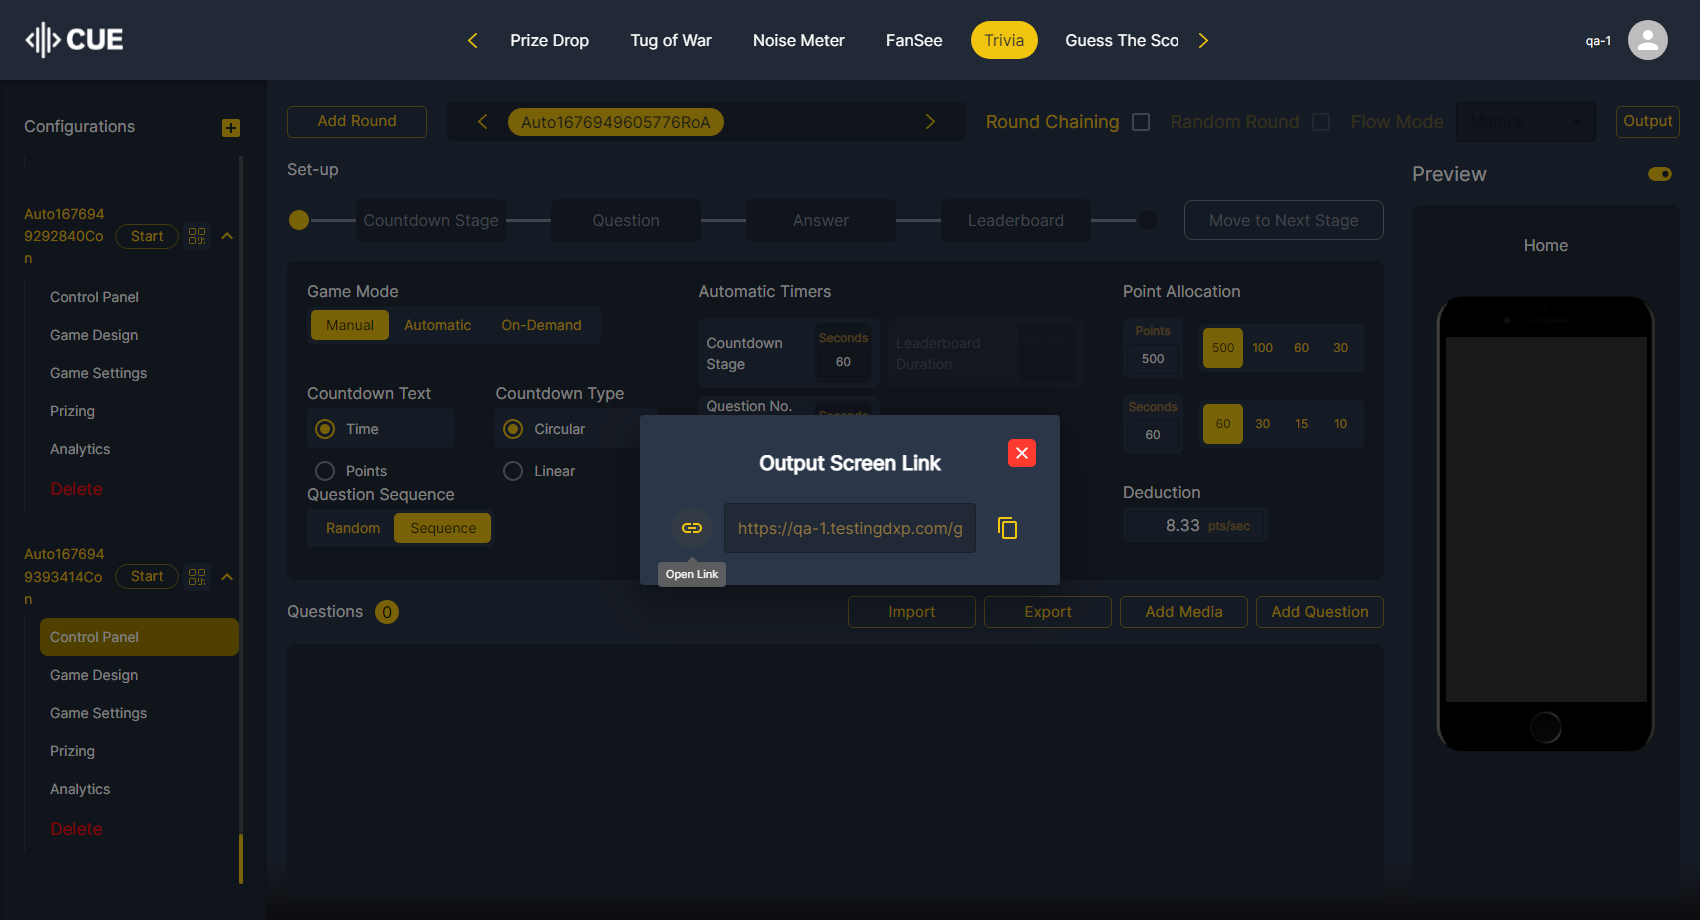 CUE
Prize Drop
Tug of War
Noise Meter
FanSee
Trivia
Guess The Sco
qa-1
Configurations
Auto167694
9292840Co
n
Start
Control Panel
Game Design
Game Settings
Prizing
Analytics
Delete
Auto167694
9393414Co
n
Start
Control Panel
Game Design
Game Settings
Prizing
Analytics
Delete
Add Round
Auto1676949605776RoA
Round Chaining
Random Round
Flow Mode
Manual
Output
Set-up
Countdown Stage
Question
Answer
Leaderboard
Move to Next Stage
Game Mode
Manual
Automatic
On-Demand
Countdown Text
Time
Points
Countdown Type
Circular
Linear
Question Sequence
Random
Sequence
Automatic Timers
Countdown
Stage
Seconds
60
Leaderboard
Duration
Question No.
Seconds
Point Allocation
Points
500
500
100
60
30
Seconds
60
60
30
15
10
Deduction
8.33 pts/sec
Output Screen Link
https://qa-1.testingdxp.com/g
Open Link
Questions 0
Import
Export
Add Media
Add Question
Preview
Home